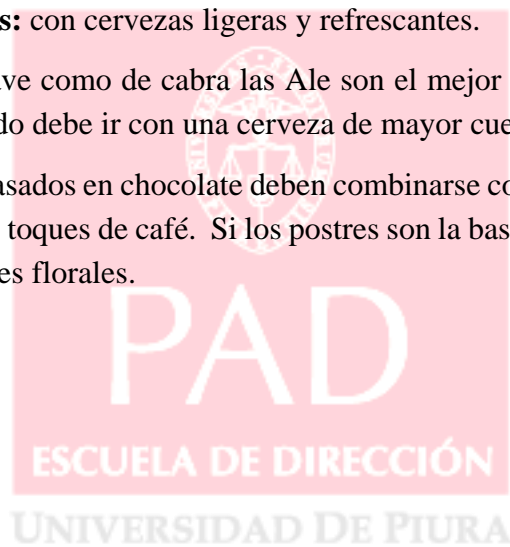 s: con cervezas ligeras y refrescantes.
ave como de cabra las Ale son el mejor
do debe ir con una cerveza de mayor cue
asados en chocolate deben combinarse co
toques de café. Si los postres son la bas
es florales.
PAD
ESCUELA DE DIRECCIÓN
UNIVERSIDAD DE PIURA